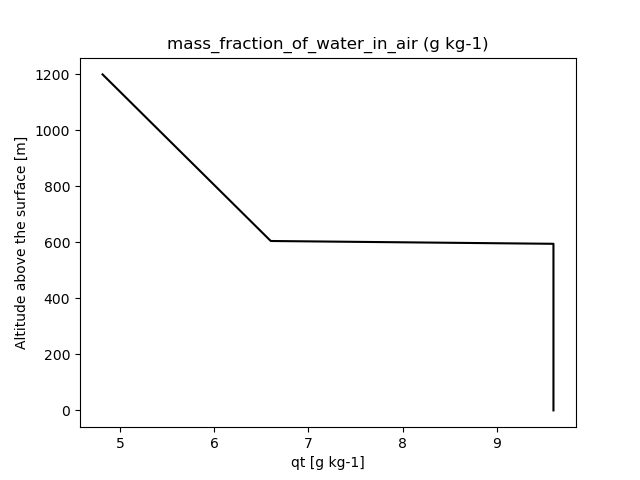 mass_fraction_of_water_in_air (g kg-1)
1200
1000
800
600
400
200
0
Altitude above the surface [m]
5 6 7 8 9
qt [g kg-1]